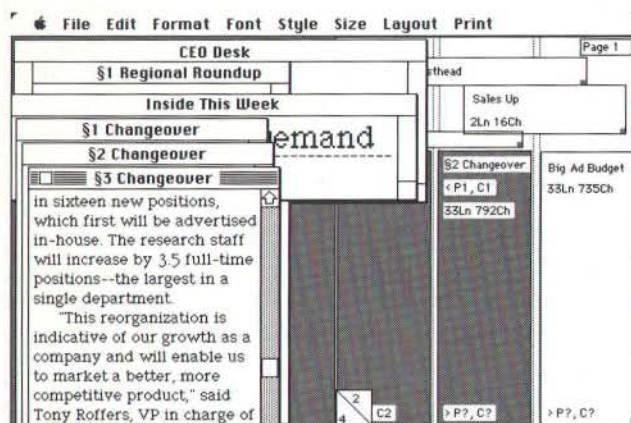 File Edit Format Font Style Size Layout Print
CEO Desk
Page 1
§1 Regional Roundup
sthead
Inside This Week
Sales Up
2Ln 16Ch
§1 Changeover
emand
§2 Changeover
§3 Changeover
in sixteen new positions,
which first will be advertised
in-house. The research staff
will increase by 3.5 full-time
positions--the largest in a
single department.
"This reorganization is
indicative of our growth as a
company and will enable us
to market a better, more
competitive product," said
Tony Roffers, VP in charge of
2
4
C2
§2 Changeover
< P1, C1
33Ln 792Ch
> P?, C?
Big Ad Budget
33Ln 735Ch
> P?, C?